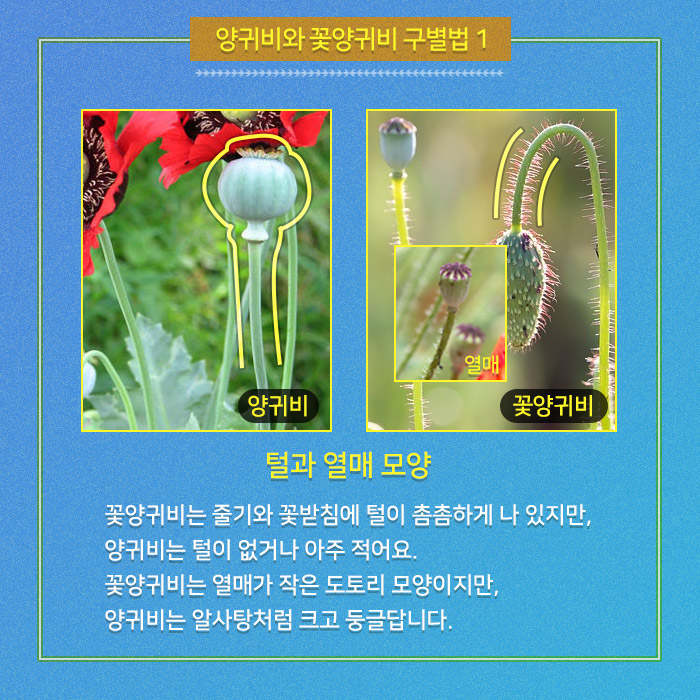 양귀비와 꽃양귀비 구별법 1
열매
양귀비
꽃양귀비
털과 열매 모양
꽃양귀비는 줄기와 꽃받침에 털이 촘촘하게 나 있지만,
양귀비는 털이 없거나 아주 적어요.
꽃양귀비는 열매가 작은 도토리 모양이지만,
양귀비는 알사탕처럼 크고 둥글답니다.